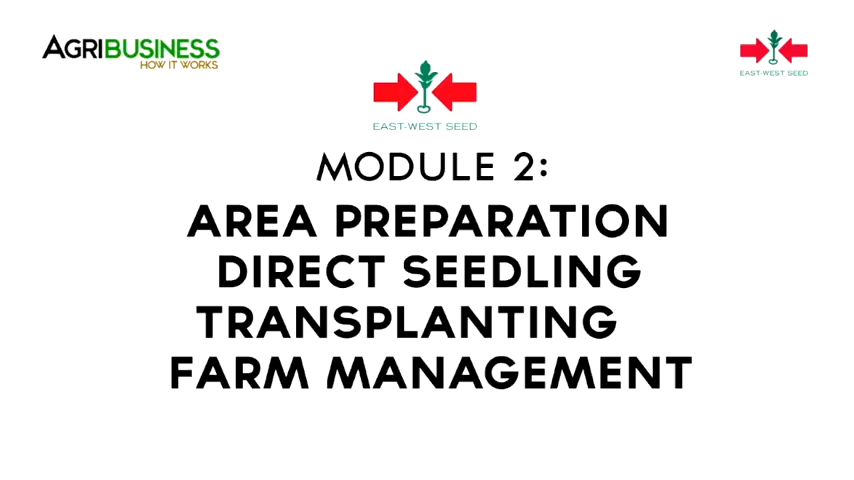 AGRIBUSINESS
HOW IT WORKS
EAST-WEST SEED
EAST-WEST SEED
MODULE 2:
AREA PREPARATION
DIRECT SEEDLING
TRANSPLANTING
FARM MANAGEMENT